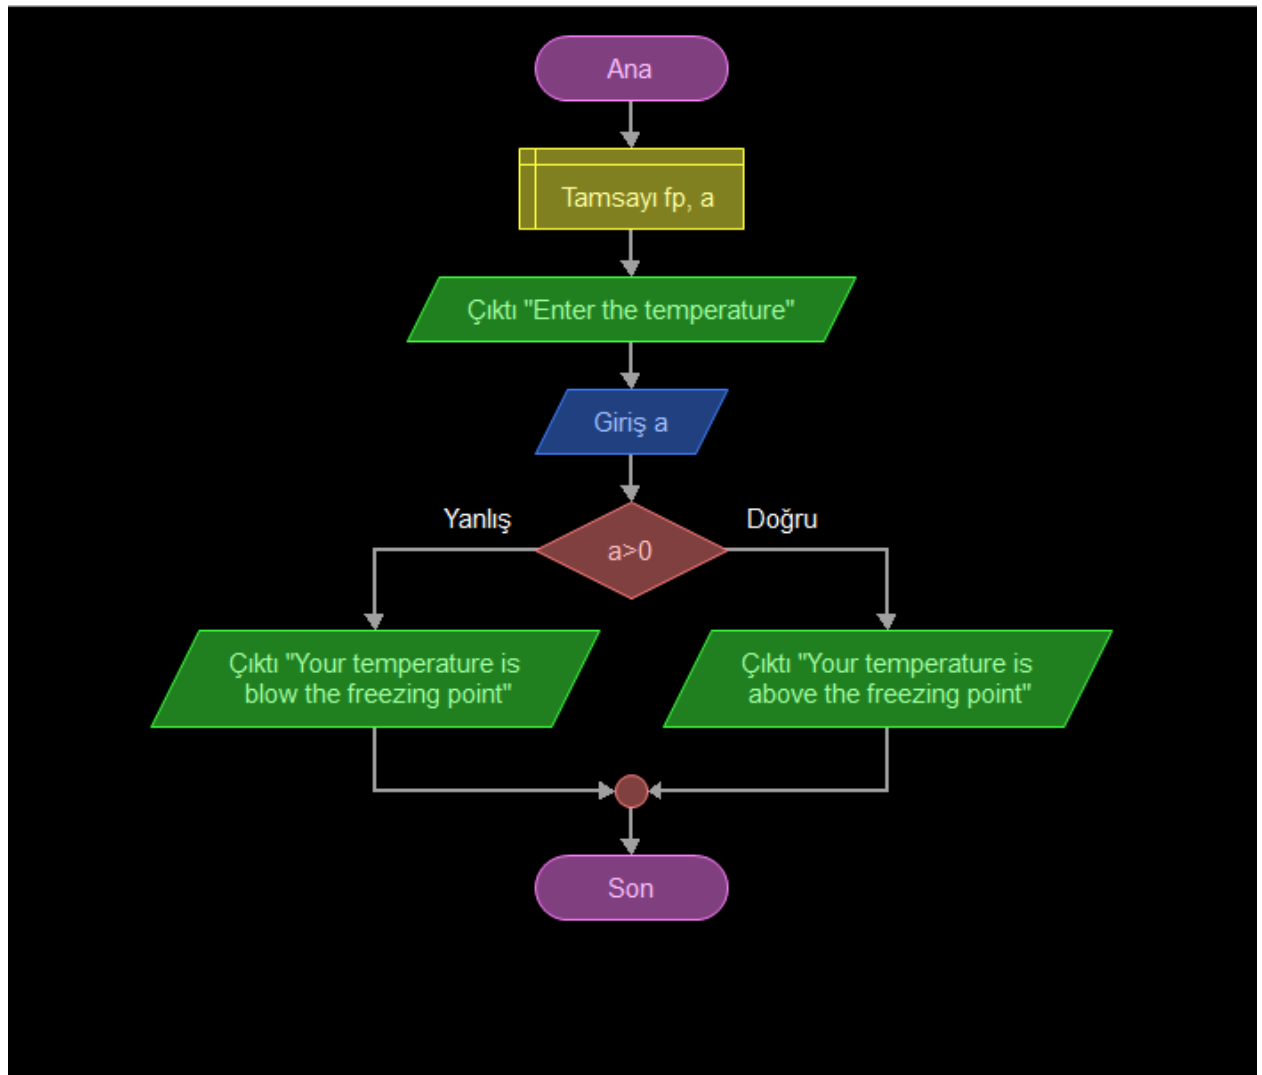 Ana
Tamsayı fp, a
Çıktı "Enter the temperature"
Giriş a
Yanlış
Doğru
a>0
Çıktı "Your temperature is
blow the freezing point"
Çıktı "Your temperature is
above the freezing point"
Son